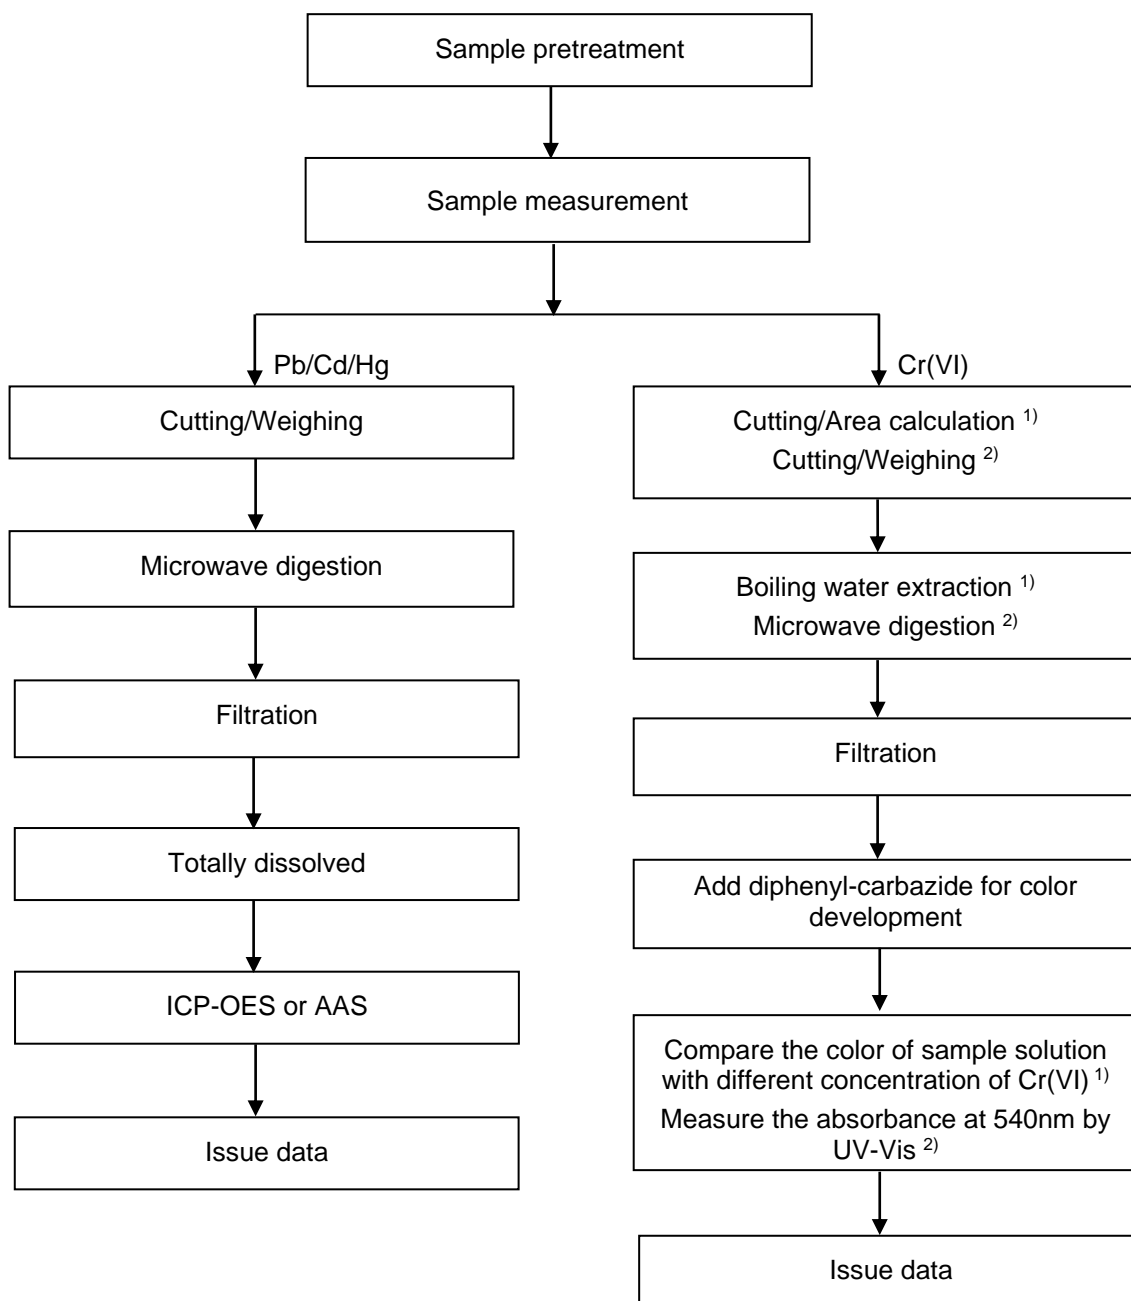 Sample pretreatment
Sample measurement
Pb/Cd/Hg
Cutting/Weighing
Microwave digestion
Filtration
Totally dissolved
ICP-OES or AAS
Issue data
Cr(VI)
Cutting/Area calculation 1)
Cutting/Weighing 2)
Boiling water extraction 1)
Microwave digestion 2)
Filtration
Add diphenyl-carbazide for color
development
Compare the color of sample solution
with different concentration of Cr(VI) 1)
Measure the absorbance at 540nm by
UV-Vis 2)
Issue data